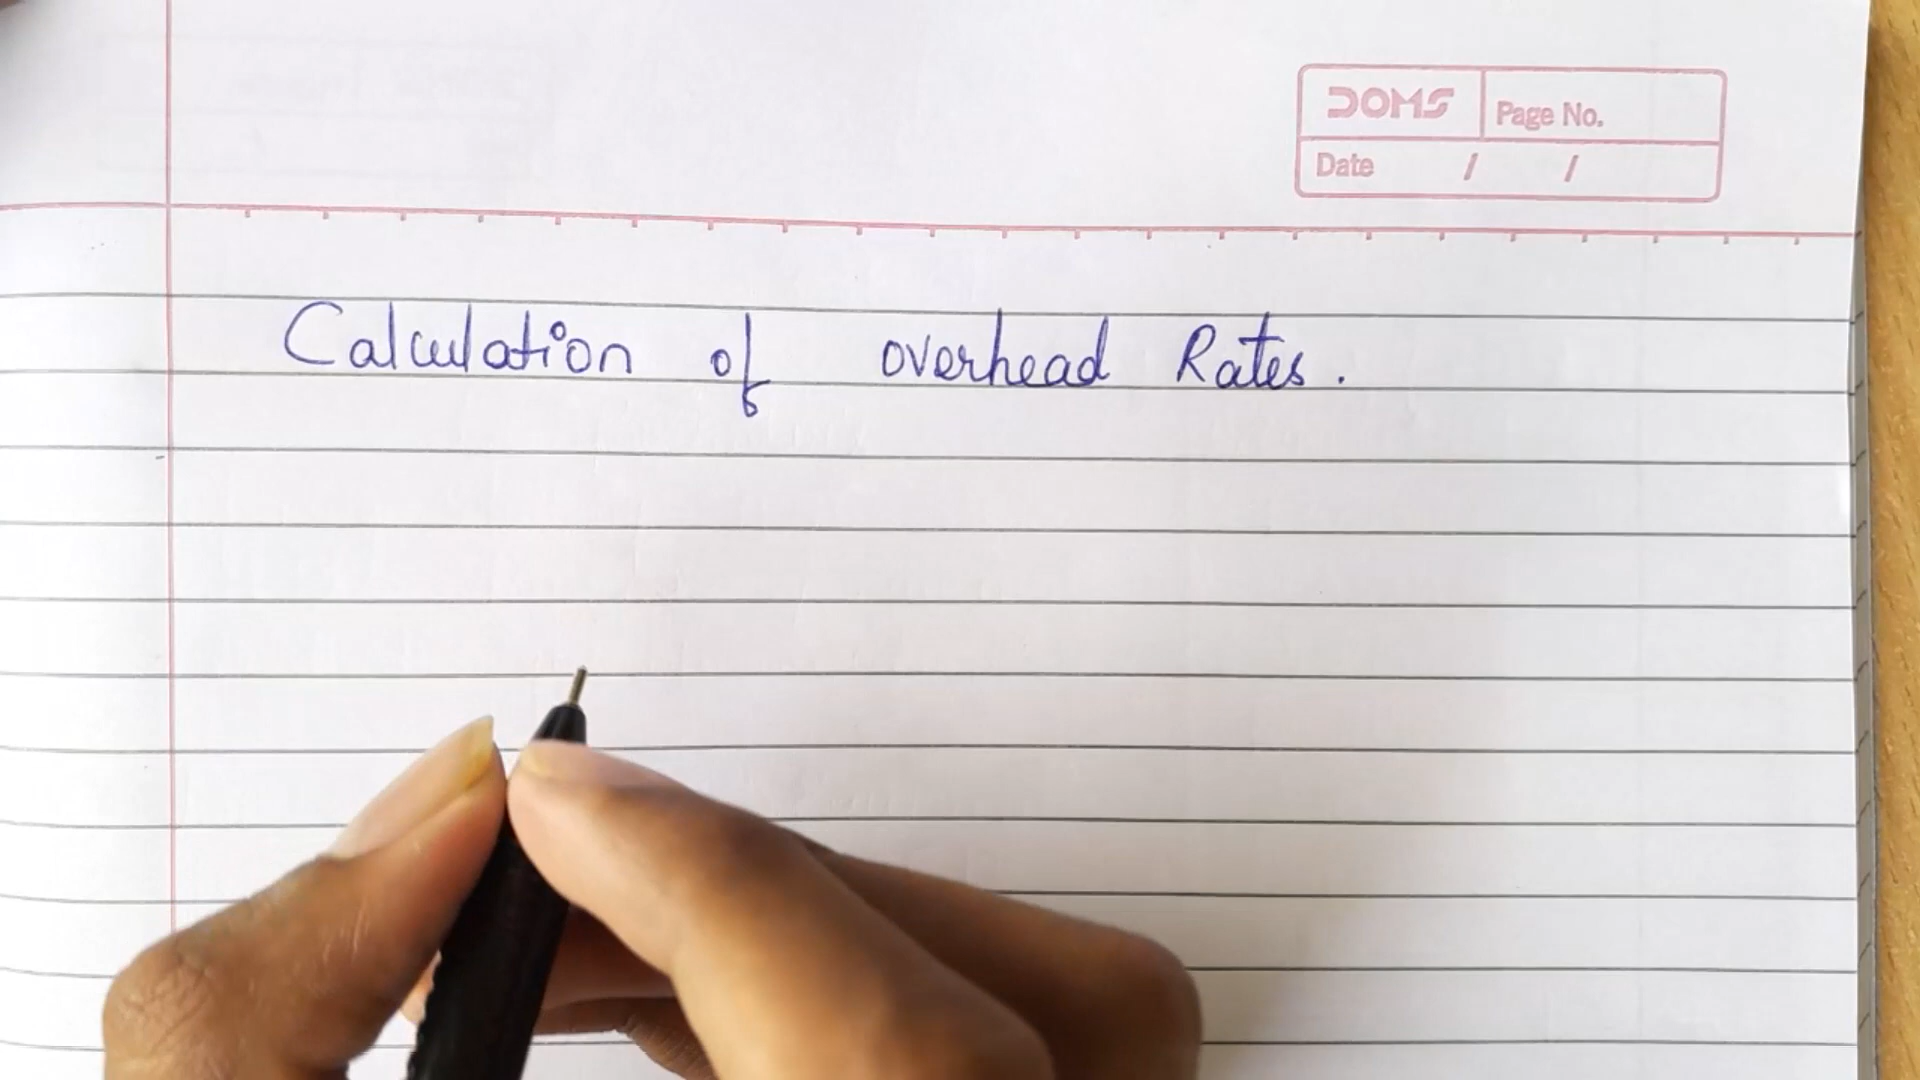 DOMS Page No.
Date / /
Calculation of overhead Rates.